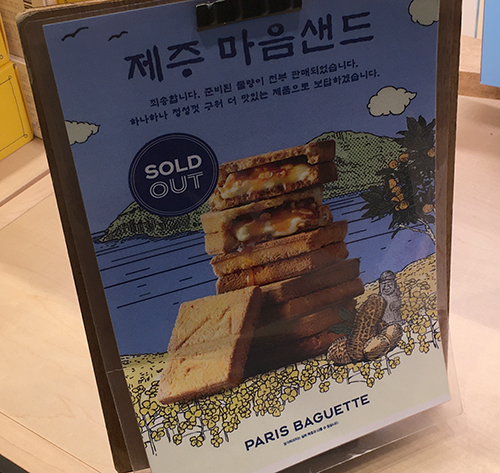 제주 마음샌드
죄송합니다. 준비된 물량이 전부 판매되었습니다.
하나하나 정성껏 구워 더 맛있는 제품으로 보답하겠습니다.
SOLD
OUT
PARIS BAGUETTE